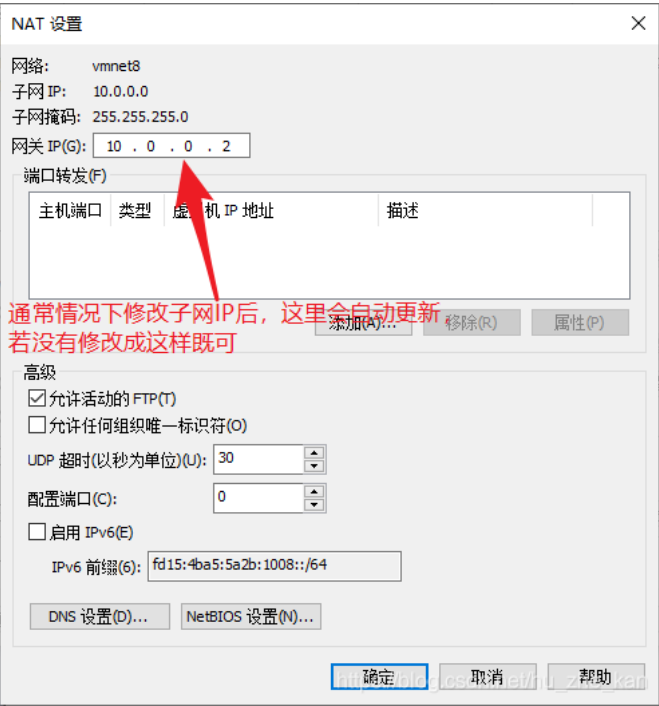 NAT 设置
网络: vmnet8
子网 IP: 10.0.0.0
子网掩码: 255.255.255.0
网关 IP(G): 10 . 0 . 0 . 2
端口转发(F)
主机端口 类型 虚拟机 IP 地址 描述
通常情况下修改子网IP后，这里会自动更新，
若没有修改成这样既可
添加(A)... 移除(R) 属性(P)
高级
允许活动的 FTP(T)
允许任何组织唯一标识符(O)
UDP 超时(以秒为单位)(U): 30
配置端口(C): 0
启用 IPv6(E)
IPv6 前缀(6): fd15:4ba5:5a2b:1008::/64
DNS 设置(D)... NetBIOS 设置(N)...
确定 取消 帮助